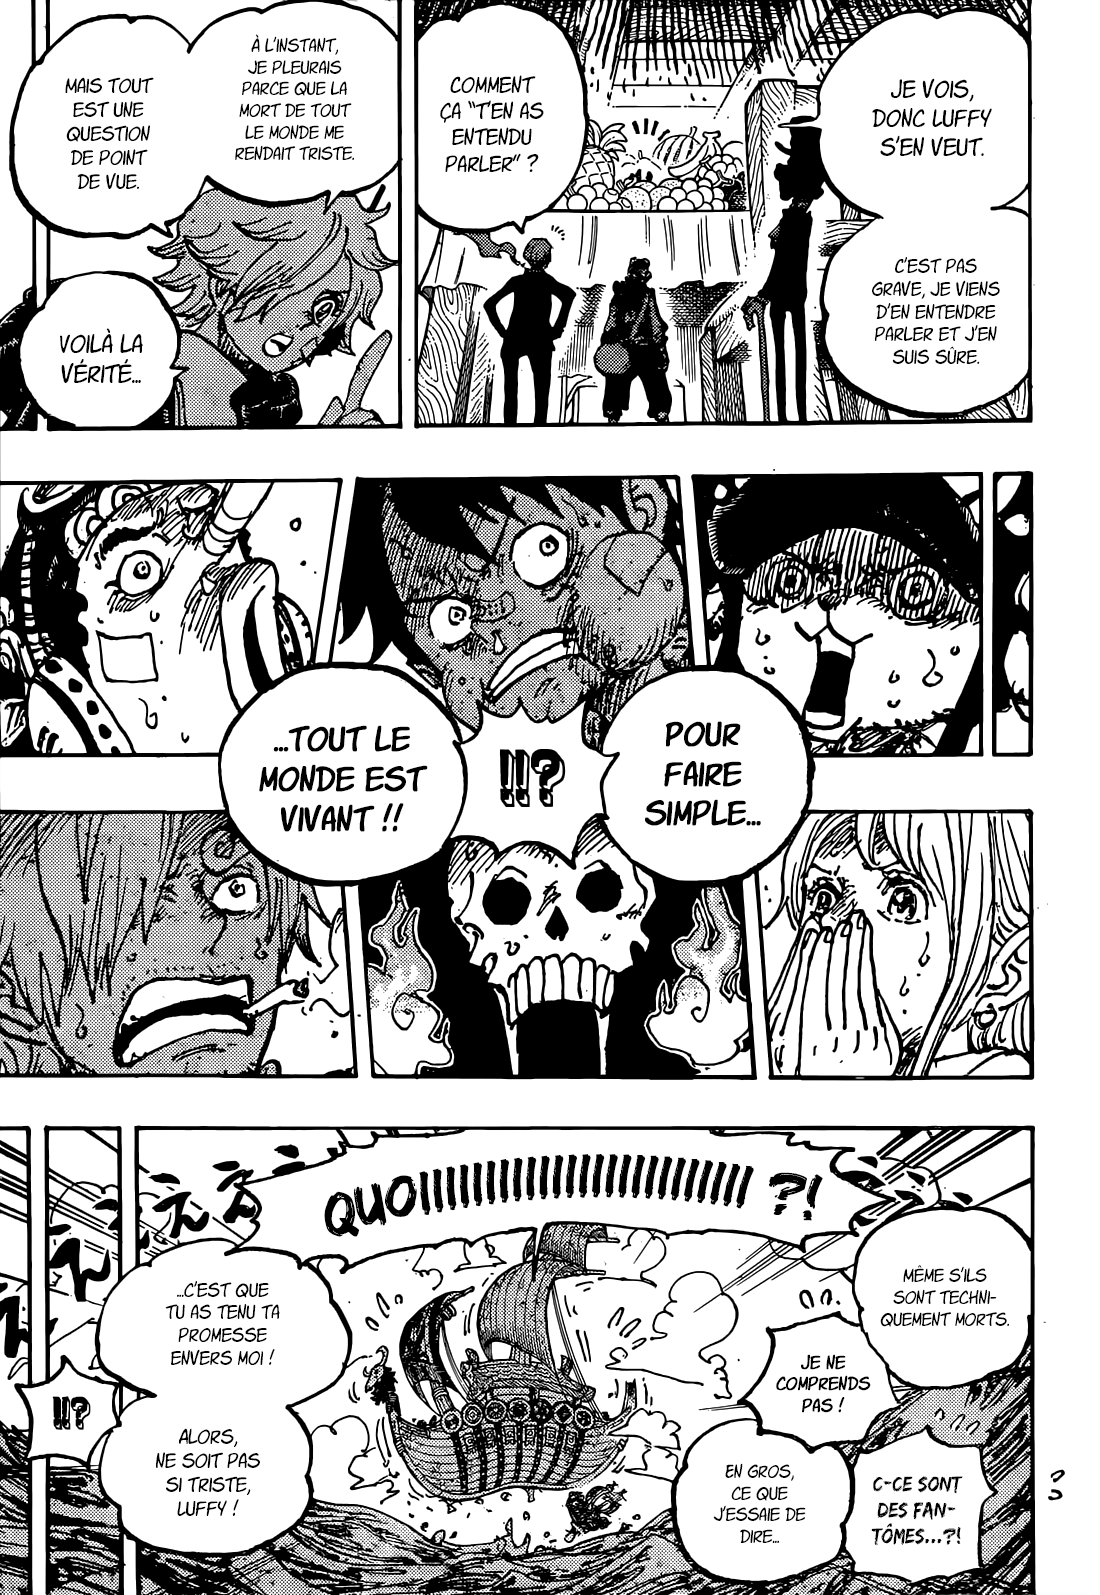 JE VOIS,
DONC LUFFY
S'EN VEUT.
C'EST PAS
GRAVE, JE VIENS
D'EN ENTENDRE
PARLER ET J'EN
SUIS SÛRE.
COMMENT
ÇA "T'EN AS
ENTENDU
PARLER" ?
À L'INSTANT,
JE PLEURAIS
PARCE QUE LA
MORT DE TOUT
LE MONDE ME
RENDAIT TRISTE.
MAIS TOUT
EST UNE
QUESTION
DE POINT
DE VUE.
VOILÀ LA
VÉRITÉ...
POUR
FAIRE
SIMPLE...
!!?
...TOUT LE
MONDE EST
VIVANT !!
QUOIIIIIIIIIIIIIIIIIIIIIIIIIII ?!
えええ
MÊME S'ILS
SONT TECHNI-
QUEMENT MORTS.
JE NE
COMPRENDS
PAS !
C-CE SONT
DES FAN-
TÔMES...?!
EN GROS,
CE QUE
J'ESSAIE DE
DIRE...
...C'EST QUE
TU AS TENU TA
PROMESSE
ENVERS MOI !
ALORS,
NE SOIT PAS
SI TRISTE,
LUFFY !
!!?